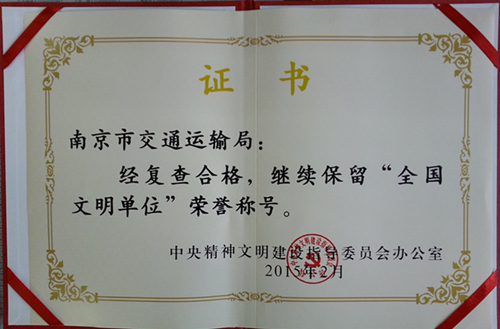 证书
南京市交通运输局：
经复查合格，继续保留“全国
文明单位”荣誉称号。
中央精神文明建设指导委员会办公室
2015年2月